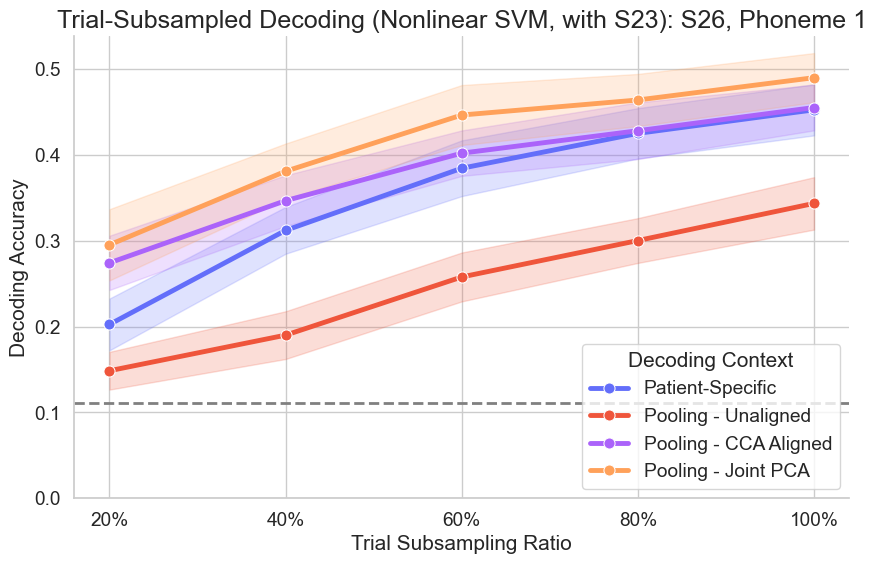 Trial-Subsampled Decoding (Nonlinear SVM, with S23): S26, Phoneme 1
Decoding Accuracy
0.5
0.4
0.3
0.2
0.1
0.0
20%
40%
60%
80%
100%
Trial Subsampling Ratio
Decoding Context
Patient-Specific
Pooling - Unaligned
Pooling - CCA Aligned
Pooling - Joint PCA